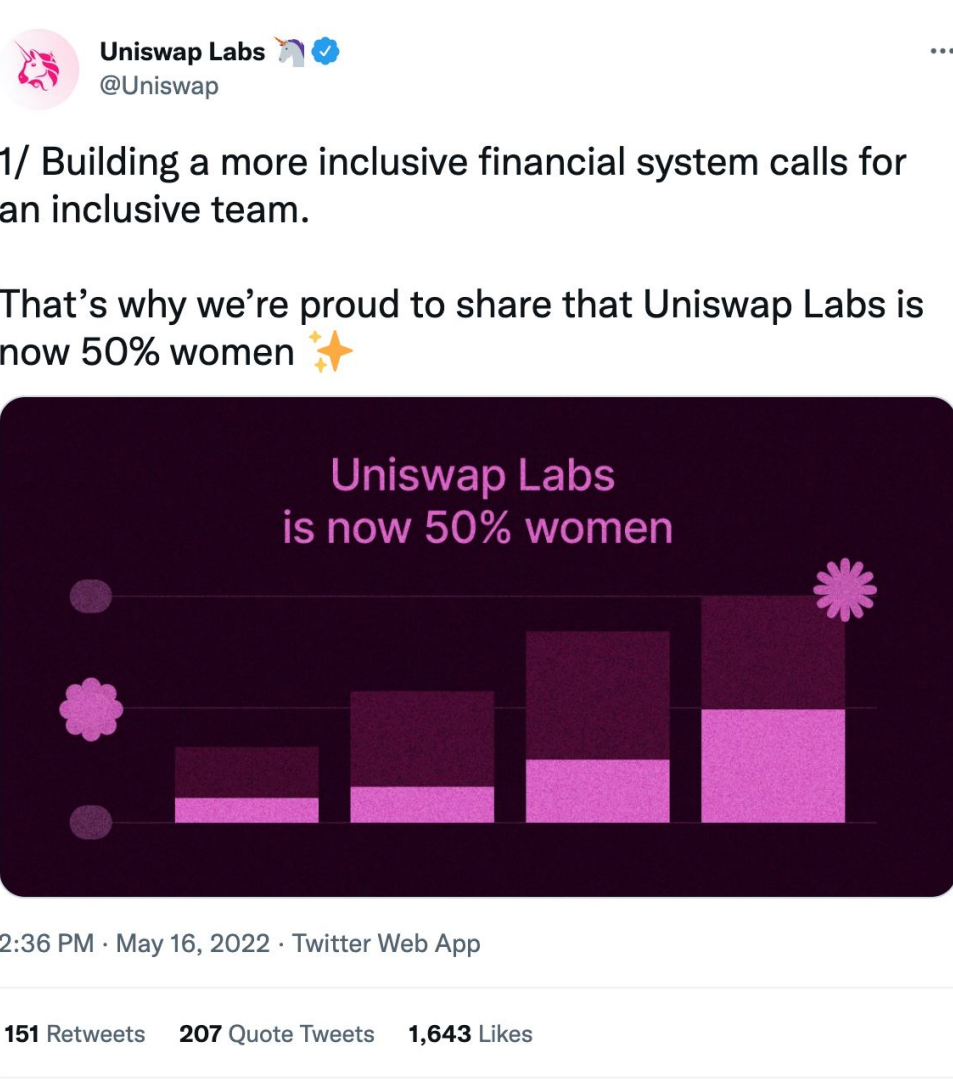 Uniswap Labs 🦄
@Uniswap
1/ Building a more inclusive financial system calls for
an inclusive team.
That’s why we’re proud to share that Uniswap Labs is
now 50% women ✨
Uniswap Labs
is now 50% women
2:36 PM · May 16, 2022 · Twitter Web App
151 Retweets 207 Quote Tweets 1,643 Likes